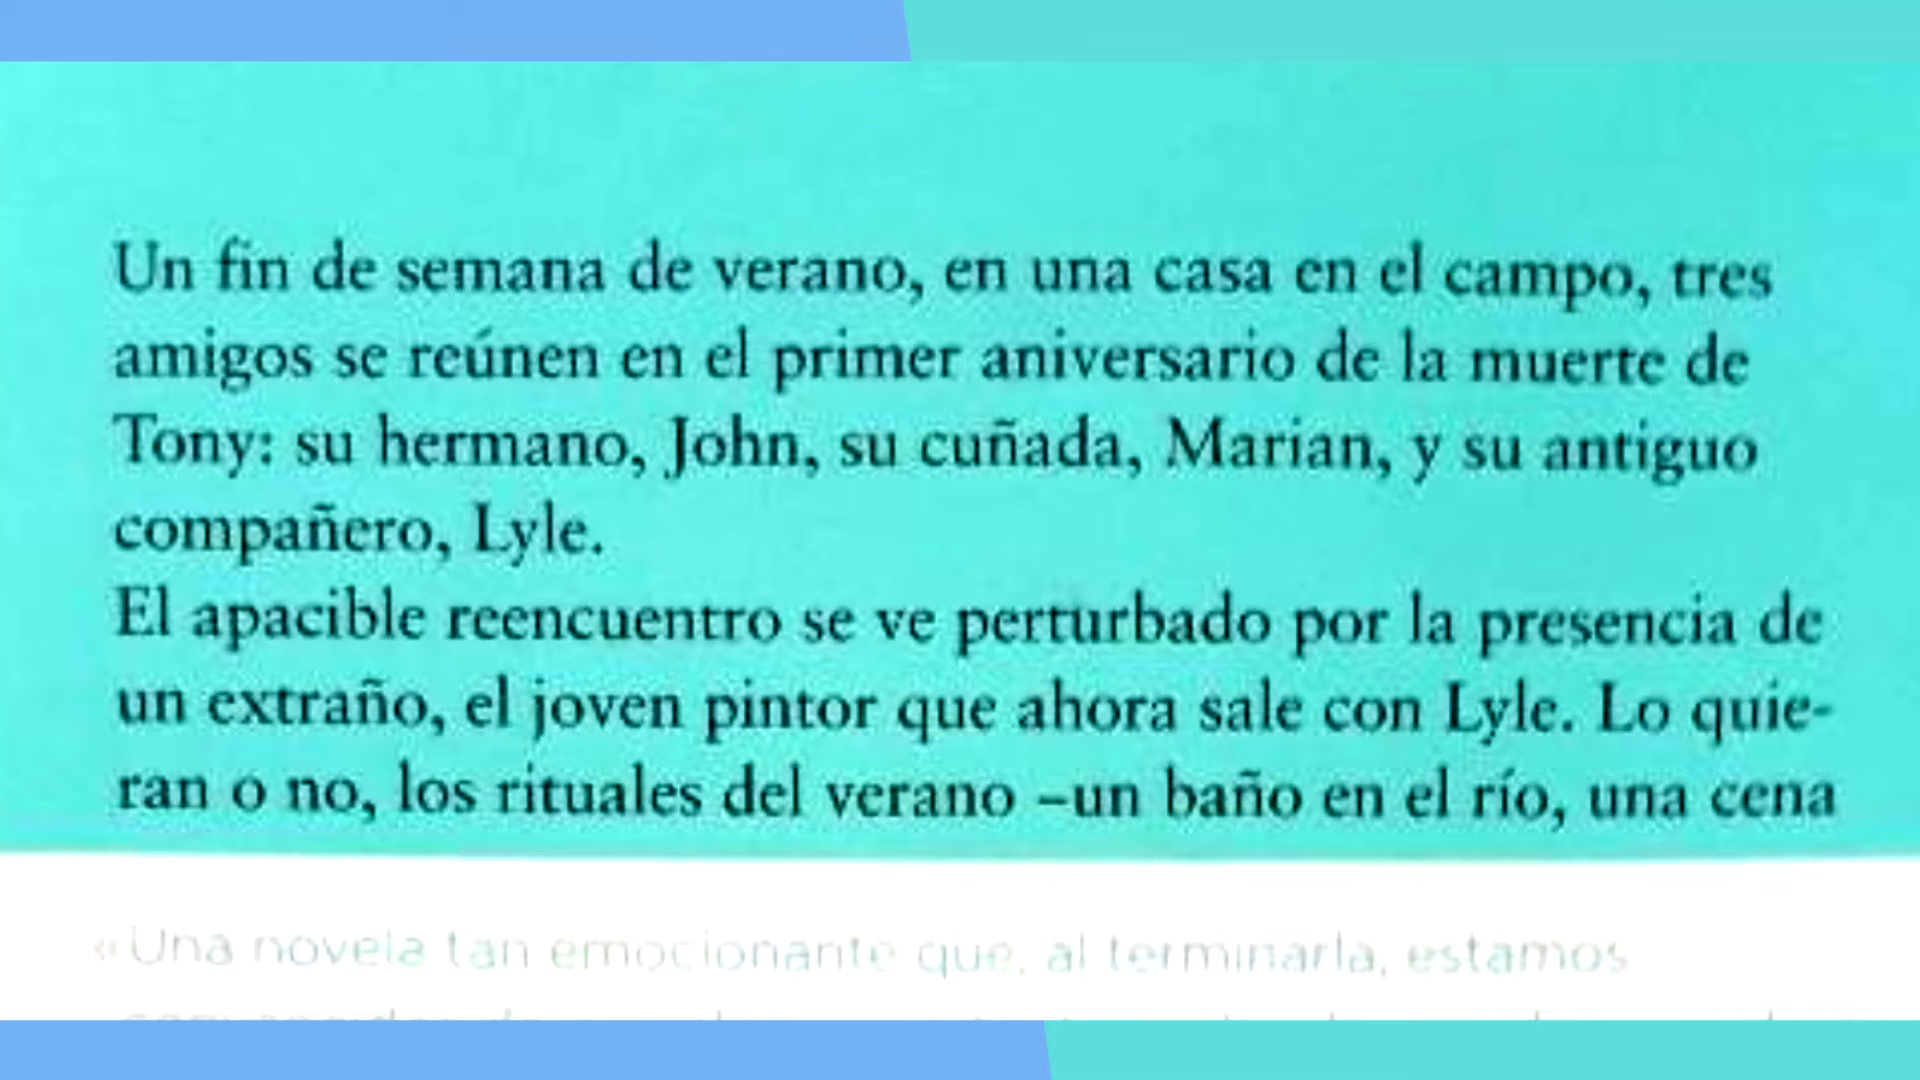 Un fin de semana de verano, en una casa en el campo, tres
amigos se reúnen en el primer aniversario de la muerte de
Tony: su hermano, John, su cuñada, Marian, y su antiguo
compañero, Lyle.
El apacible reencuentro se ve perturbado por la presencia de
un extraño, el joven pintor que ahora sale con Lyle. Lo quie-
ran o no, los rituales del verano –un baño en el río, una cena
«Una novela tan emocionante que, al terminarla, estamos